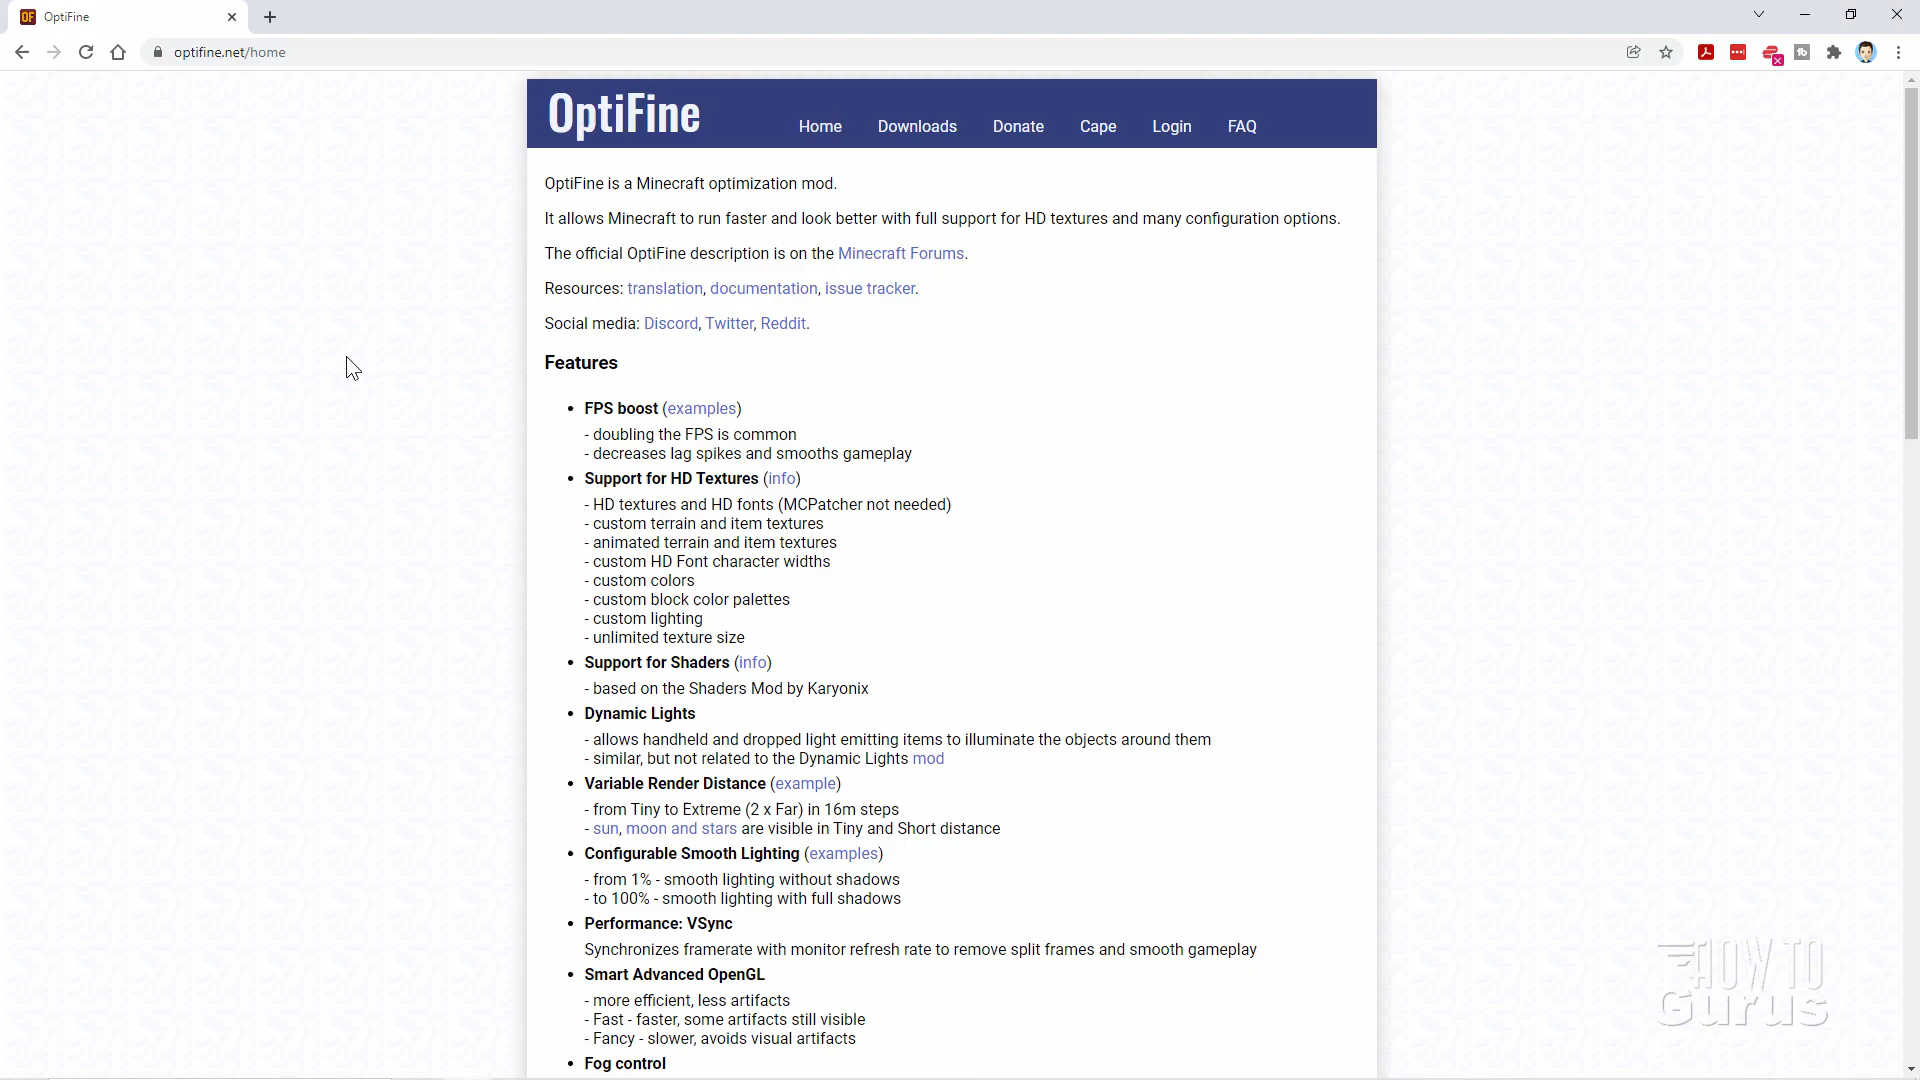 OptiFine
optifine.net/home
OptiFine
Home Downloads Donate Cape Login FAQ
OptiFine is a Minecraft optimization mod.
It allows Minecraft to run faster and look better with full support for HD textures and many configuration options.
The official OptiFine description is on the Minecraft Forums.
Resources: translation, documentation, issue tracker.
Social media: Discord, Twitter, Reddit.
Features
• FPS boost (examples)
- doubling the FPS is common
- decreases lag spikes and smooths gameplay
• Support for HD Textures (info)
- HD textures and HD fonts (MCPatcher not needed)
- custom terrain and item textures
- animated terrain and item textures
- custom HD Font character widths
- custom colors
- custom block color palettes
- custom lighting
- unlimited texture size
• Support for Shaders (info)
- based on the Shaders Mod by Karyonix
• Dynamic Lights
- allows handheld and dropped light emitting items to illuminate the objects around them
- similar, but not related to the Dynamic Lights mod
• Variable Render Distance (example)
- from Tiny to Extreme (2 x Far) in 16m steps
- sun, moon and stars are visible in Tiny and Short distance
• Configurable Smooth Lighting (examples)
- from 1% - smooth lighting without shadows
- to 100% - smooth lighting with full shadows
• Performance: VSync
Synchronizes framerate with monitor refresh rate to remove split frames and smooth gameplay
• Smart Advanced OpenGL
- more efficient, less artifacts
- Fast - faster, some artifacts still visible
- Fancy - slower, avoids visual artifacts
• Fog control
HOW TO
Gurus